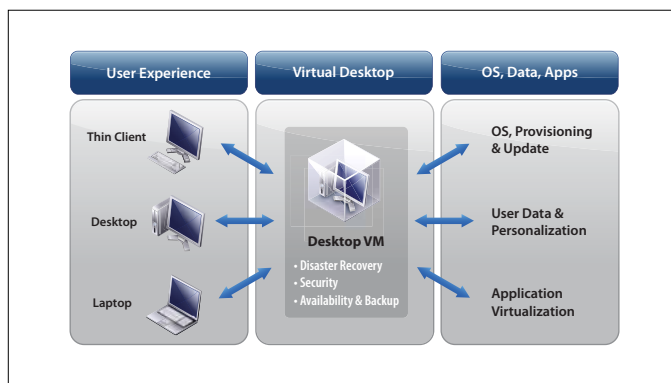 User Experience
Virtual Desktop
OS, Data, Apps
Thin Client
Desktop
Laptop
Desktop VM
• Disaster Recovery
• Security
• Availability & Backup
OS, Provisioning
& Update
User Data &
Personalization
Application
Virtualization